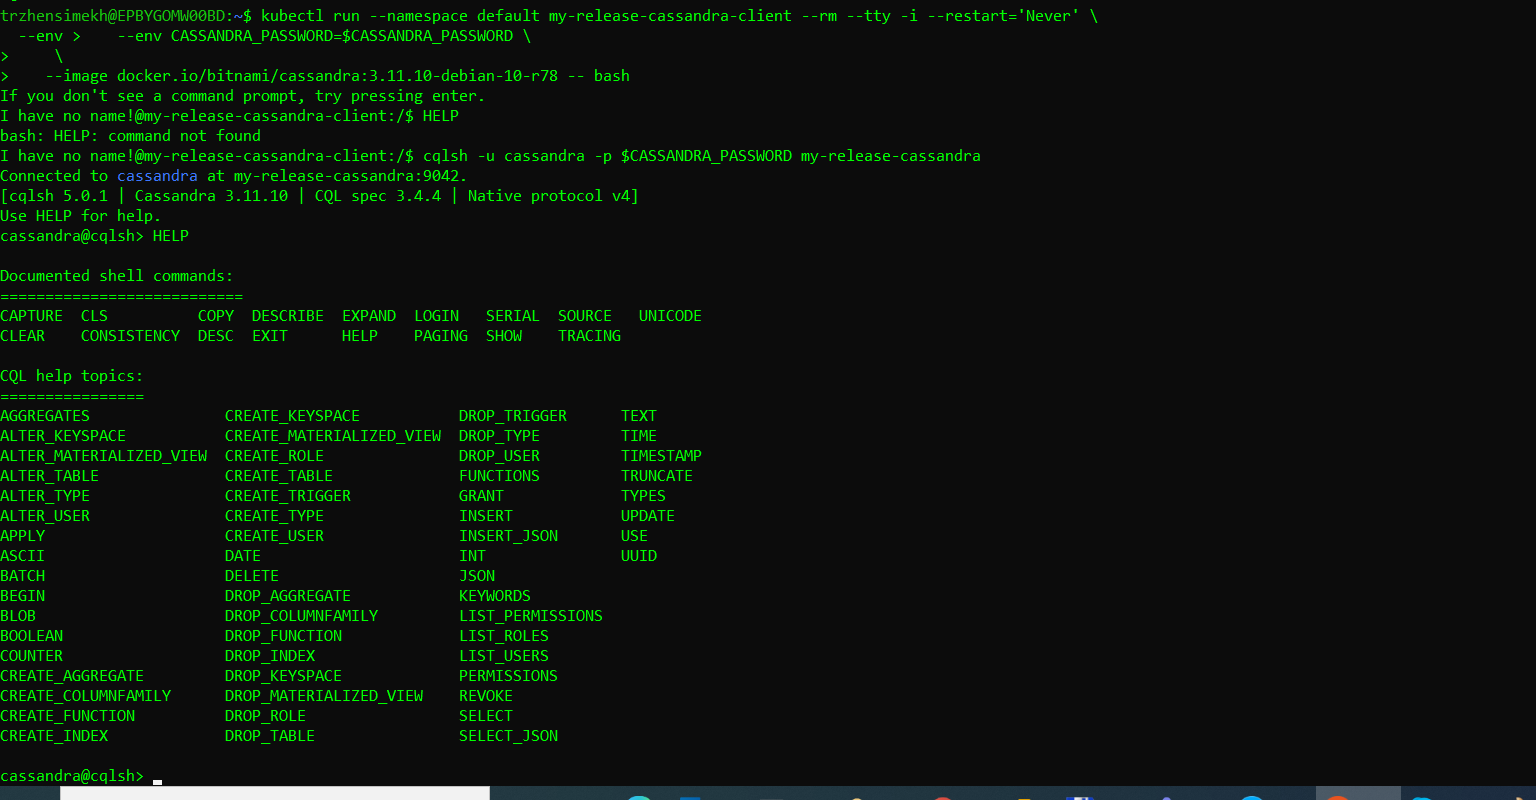 trzhensimekh@EPBYGOMW00BD:~$ kubectl run --namespace default my-release-cassandra-client --rm --tty -i --restart='Never' \
  --env >    --env CASSANDRA_PASSWORD=$CASSANDRA_PASSWORD \
>     \
>    --image docker.io/bitnami/cassandra:3.11.10-debian-10-r78 -- bash
If you don't see a command prompt, try pressing enter.
I have no name!@my-release-cassandra-client:/$ HELP
bash: HELP: command not found
I have no name!@my-release-cassandra-client:/$ cqlsh -u cassandra -p $CASSANDRA_PASSWORD my-release-cassandra
Connected to cassandra at my-release-cassandra:9042.
[cqlsh 5.0.1 | Cassandra 3.11.10 | CQL spec 3.4.4 | Native protocol v4]
Use HELP for help.
cassandra@cqlsh> HELP

Documented shell commands:
===========================
CAPTURE  CLS          COPY  DESCRIBE  EXPAND  LOGIN   SERIAL  SOURCE   UNICODE
CLEAR    CONSISTENCY  DESC  EXIT      HELP    PAGING  SHOW    TRACING

CQL help topics:
================
AGGREGATES               CREATE_KEYSPACE           DROP_TRIGGER      TEXT
ALTER_KEYSPACE           CREATE_MATERIALIZED_VIEW  DROP_TYPE         TIME
ALTER_MATERIALIZED_VIEW  CREATE_ROLE               DROP_USER         TIMESTAMP
ALTER_TABLE              CREATE_TABLE              FUNCTIONS         TRUNCATE
ALTER_TYPE               CREATE_TRIGGER            GRANT             TYPES
ALTER_USER               CREATE_TYPE               INSERT            UPDATE
APPLY                    CREATE_USER               INSERT_JSON       USE
ASCII                    DATE                      INT               UUID
BATCH                    DELETE                    JSON
BEGIN                    DROP_AGGREGATE            KEYWORDS
BLOB                     DROP_COLUMNFAMILY         LIST_PERMISSIONS
BOOLEAN                  DROP_FUNCTION             LIST_ROLES
COUNTER                  DROP_INDEX                LIST_USERS
CREATE_AGGREGATE         DROP_KEYSPACE             PERMISSIONS
CREATE_COLUMNFAMILY      DROP_MATERIALIZED_VIEW    REVOKE
CREATE_FUNCTION          DROP_ROLE                 SELECT
CREATE_INDEX             DROP_TABLE                SELECT_JSON

cassandra@cqlsh>